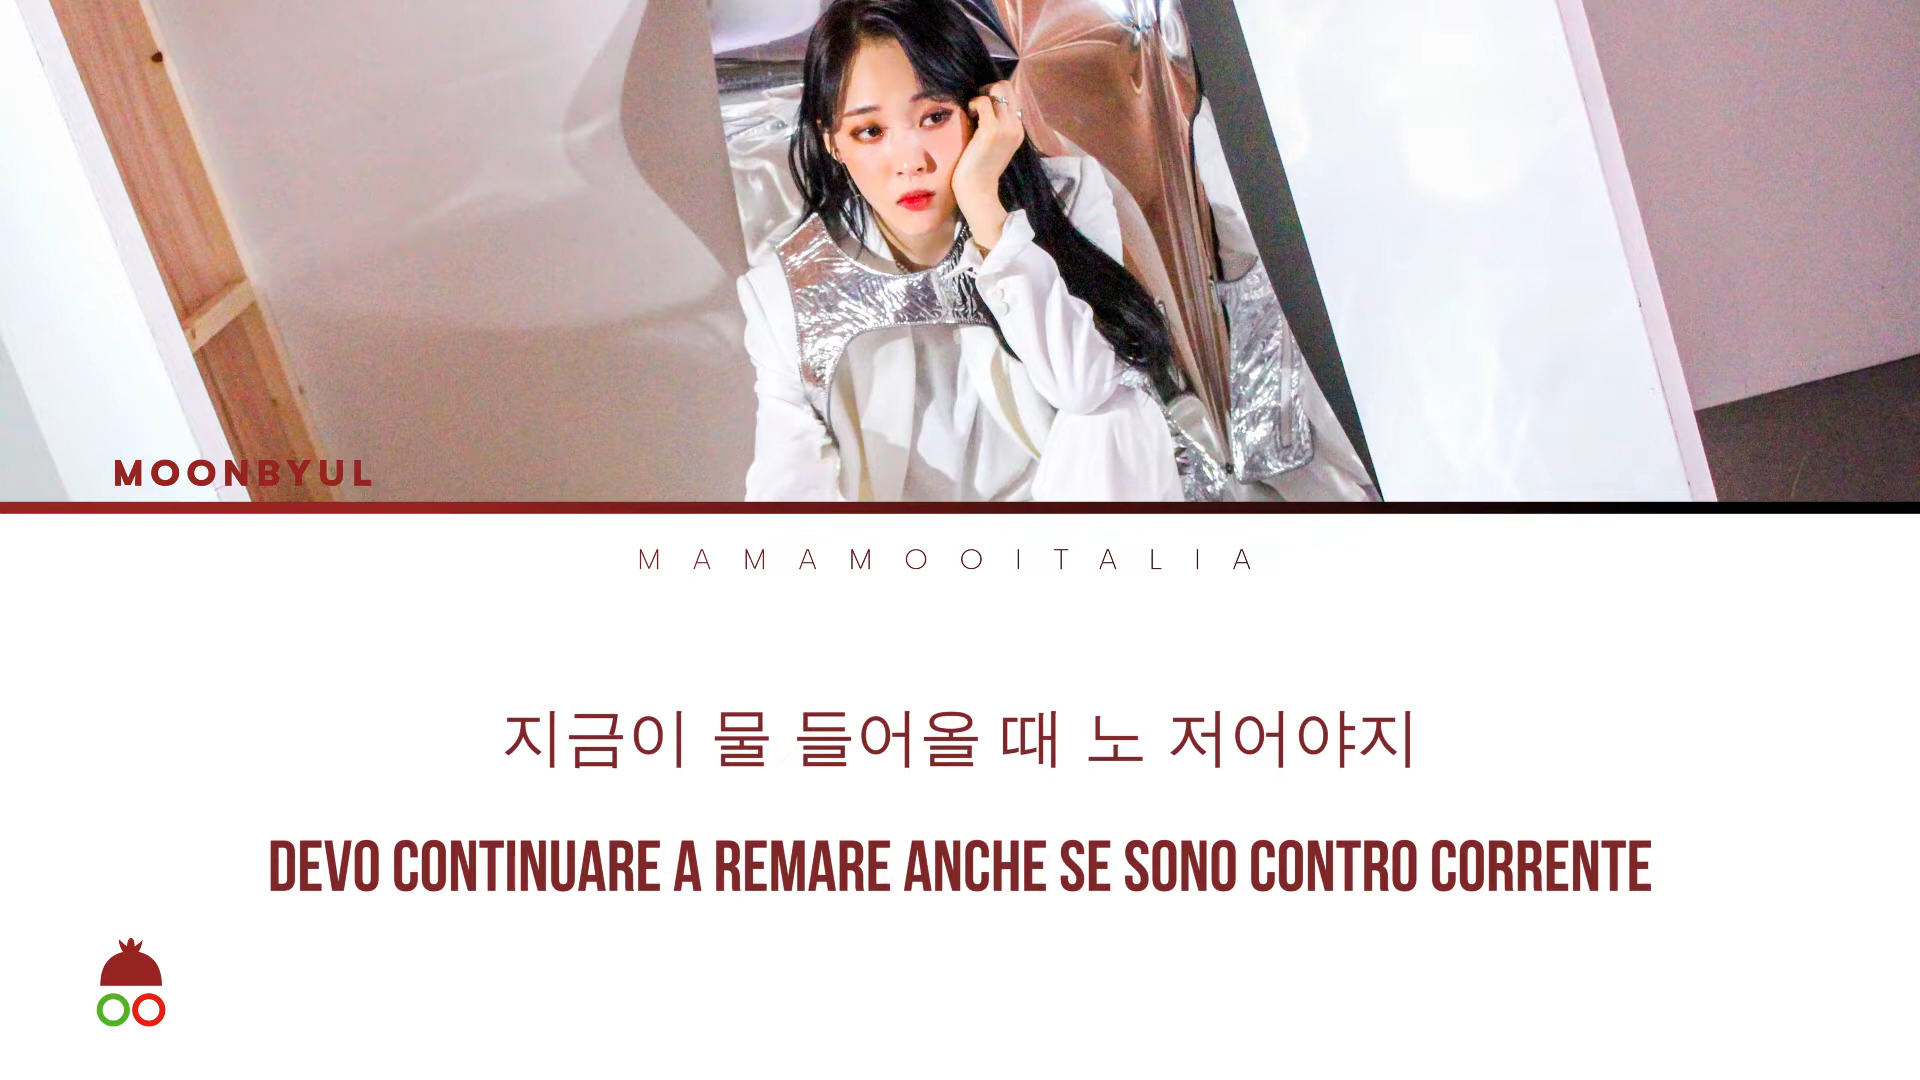 MOONBYUL
MAMAMOOITALIA
지금이 물 들어올 때 노 저어야지
DEVO CONTINUARE A REMARE ANCHE SE SONO CONTRO CORRENTE